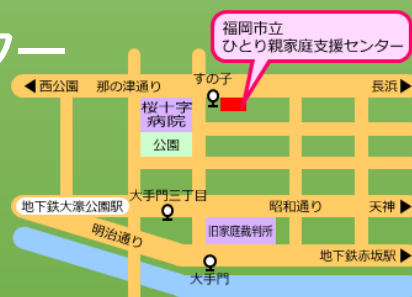 ター
福岡市立
ひとり親家庭支援センター
◀西公園
那の津通り
すの子
長浜▶
桜十字
病院
公園
大手門三丁目
地下鉄大濠公園駅
昭和通り
天神▶
明治通り
旧家庭裁判所
地下鉄赤坂駅▶
大手門